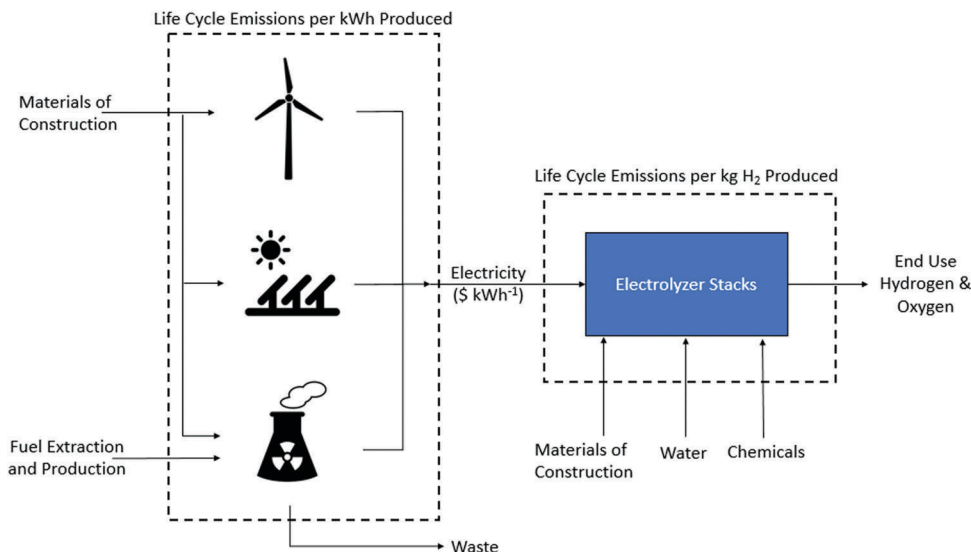 Life Cycle Emissions per kWh Produced
Materials of
Construction
Life Cycle Emissions per kg H₂ Produced
Electricity
($ kWh⁻¹)
Electrolyzer Stacks
End Use
Hydrogen &
Oxygen
Fuel Extraction
and Production
Materials of
Construction
Water
Chemicals
Waste